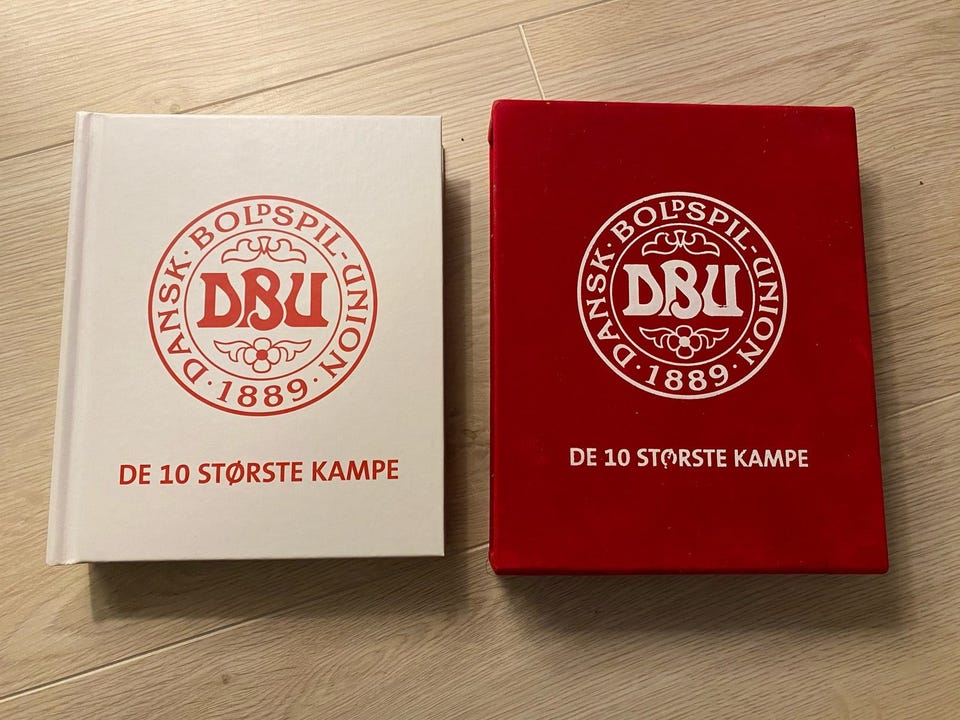 DANSK · BOLDSPIL-UNION · 1889 ·
DBU
DE 10 STØRSTE KAMPE
DANSK · BOLDSPIL-UNION · 1889 ·
DBU
DE 10 STØRSTE KAMPE